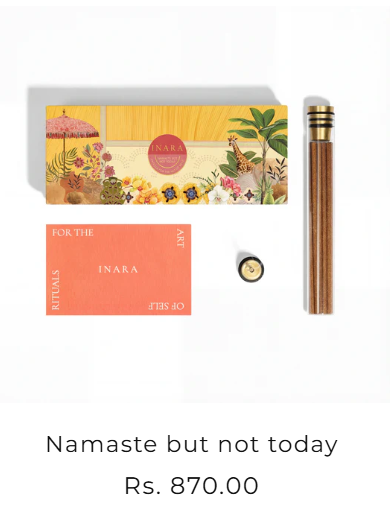 INARA
FOR THE
ART
INARA
RITUALS
OF SELF
Namaste but not today
Rs. 870.00